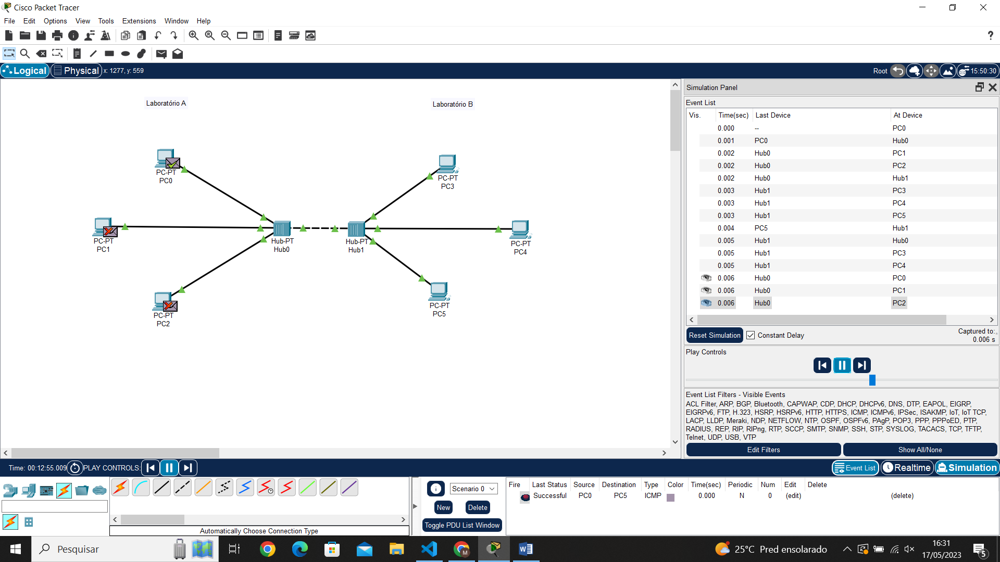 Cisco Packet Tracer
File Edit Options View Tools Extensions Window Help
Logical Physical x: 1277, y: 559 Root 15:50:30
Laboratório A
Laboratório B
PC-PT
PC0
PC-PT
PC1
PC-PT
PC2
Hub-PT
Hub0
Hub-PT
Hub1
PC-PT
PC3
PC-PT
PC4
PC-PT
PC5
Simulation Panel
Event List
Vis. Time(sec) Last Device At Device
0.000 -- PC0
0.001 PC0 Hub0
0.002 Hub0 PC1
0.002 Hub0 PC2
0.002 Hub0 Hub1
0.003 Hub1 PC3
0.003 Hub1 PC4
0.003 Hub1 PC5
0.004 PC5 Hub1
0.005 Hub1 Hub0
0.005 Hub1 PC3
0.005 Hub1 PC4
0.006 Hub0 PC0
0.006 Hub0 PC1
0.006 Hub0 PC2
Reset Simulation Constant Delay Captured to:
0.006 s
Play Controls
Event List Filters - Visible Events
ACL Filter, ARP, BGP, Bluetooth, CAPWAP, CDP, DHCP, DHCPv6, DNS, DTP, EAPOL, EIGRP,
EIGRPv6, FTP, H.323, HSRP, HSRPv6, HTTP, HTTPS, ICMP, ICMPv6, IPSec, ISAKMP, IoT, IoT TCP,
LACP, LLDP, Meraki, NDP, NETFLOW, NTP, OSPF, OSPFv6, PAgP, POP3, PPP, PPPoED, PTP,
RADIUS, REP, RIP, RIPng, RTP, SCCP, SMTP, SNMP, SSH, STP, SYSLOG, TACACS, TCP, TFTP,
Telnet, UDP, USB, VTP
Edit Filters Show All/None
Time: 00:12:55.009 PLAY CONTROLS: Event List Realtime Simulation
Scenario 0
New Delete
Toggle PDU List Window
Automatically Choose Connection Type
Fire Last Status Source Destination Type Color Time(sec) Periodic Num Edit Delete
Successful PC0 PC5 ICMP 0.000 N 0 (edit) (delete)
Pesquisar
25°C Pred ensolarado
16:31
17/05/2023
5